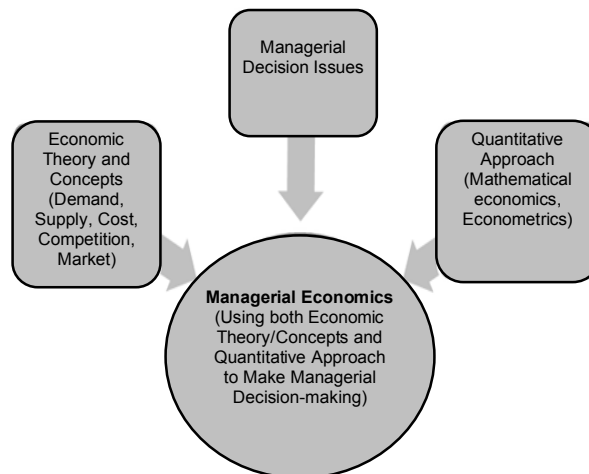 Managerial
Decision Issues
Economic
Theory and
Concepts
(Demand,
Supply, Cost,
Competition,
Market)
Quantitative
Approach
(Mathematical
economics,
Econometrics)
Managerial Economics
(Using both Economic
Theory/Concepts and
Quantitative Approach
to Make Managerial
Decision-making)